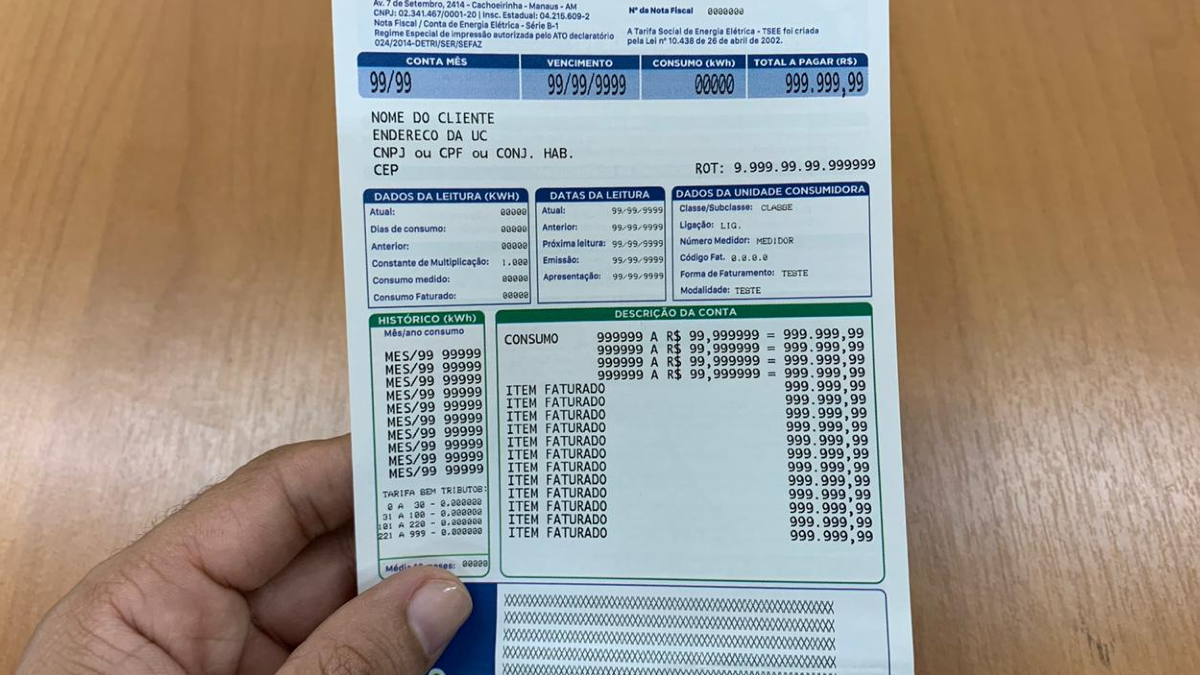 Av. 7 de Setembro, 2414 - Cachoeirinha - Manaus - AM
CNPJ: 02.341.467/0001-20 | Insc. Estadual: 04.215.609-2
Nota Fiscal / Conta de Energia Elétrica - Série B-1
Regime Especial de impressão autorizada pelo ATO declaratório
024/2014-DETRI/SER/SEFAZ
Nº da Nota Fiscal 0000000
A Tarifa Social de Energia Elétrica - TSEE foi criada
pela Lei nº 10.438 de 26 de abril de 2002.
CONTA MÊS VENCIMENTO CONSUMO (kWh) TOTAL A PAGAR (R$)
99/99 99/99/9999 00000 999.999,99
NOME DO CLIENTE
ENDERECO DA UC
CNPJ ou CPF ou CONJ. HAB.
CEP ROT: 9.999.99.99.999999
DADOS DA LEITURA (KWH)
Atual: 00000
Dias de consumo: 00000
Anterior: 00000
Constante de Multiplicação: 1.000
Consumo medido: 00000
Consumo Faturado: 00000
DATAS DA LEITURA
Atual: 99/99/9999
Anterior: 99/99/9999
Próxima leitura: 99/99/9999
Emissão: 99/99/9999
Apresentação: 99/99/9999
DADOS DA UNIDADE CONSUMIDORA
Classe/Subclasse: CLASSE
Ligação: LIG.
Número Medidor: MEDIDOR
Código Fat. 0.0.0.0
Forma de Faturamento: TESTE
Modalidade: TESTE
HISTÓRICO (kWh)
Mês/ano consumo
MES/99 99999
MES/99 99999
MES/99 99999
MES/99 99999
MES/99 99999
MES/99 99999
MES/99 99999
MES/99 99999
MES/99 99999
MES/99 99999
TARIFA SEM TRIBUTOS:
0 A 30 - 0.000000
31 A 100 - 0.000000
101 A 220 - 0.000000
221 A 999 - 0.000000
00000
DESCRIÇÃO DA CONTA
CONSUMO 999999 A R$ 99,999999 = 999.999,99
999999 A R$ 99,999999 = 999.999,99
999999 A R$ 99,999999 = 999.999,99
999999 A R$ 99,999999 = 999.999,99
ITEM FATURADO 999.999,99
ITEM FATURADO 999.999,99
ITEM FATURADO 999.999,99
ITEM FATURADO 999.999,99
ITEM FATURADO 999.999,99
ITEM FATURADO 999.999,99
ITEM FATURADO 999.999,99
ITEM FATURADO 999.999,99
ITEM FATURADO 999.999,99
ITEM FATURADO 999.999,99
ITEM FATURADO 999.999,99
ITEM FATURADO 999.999,99